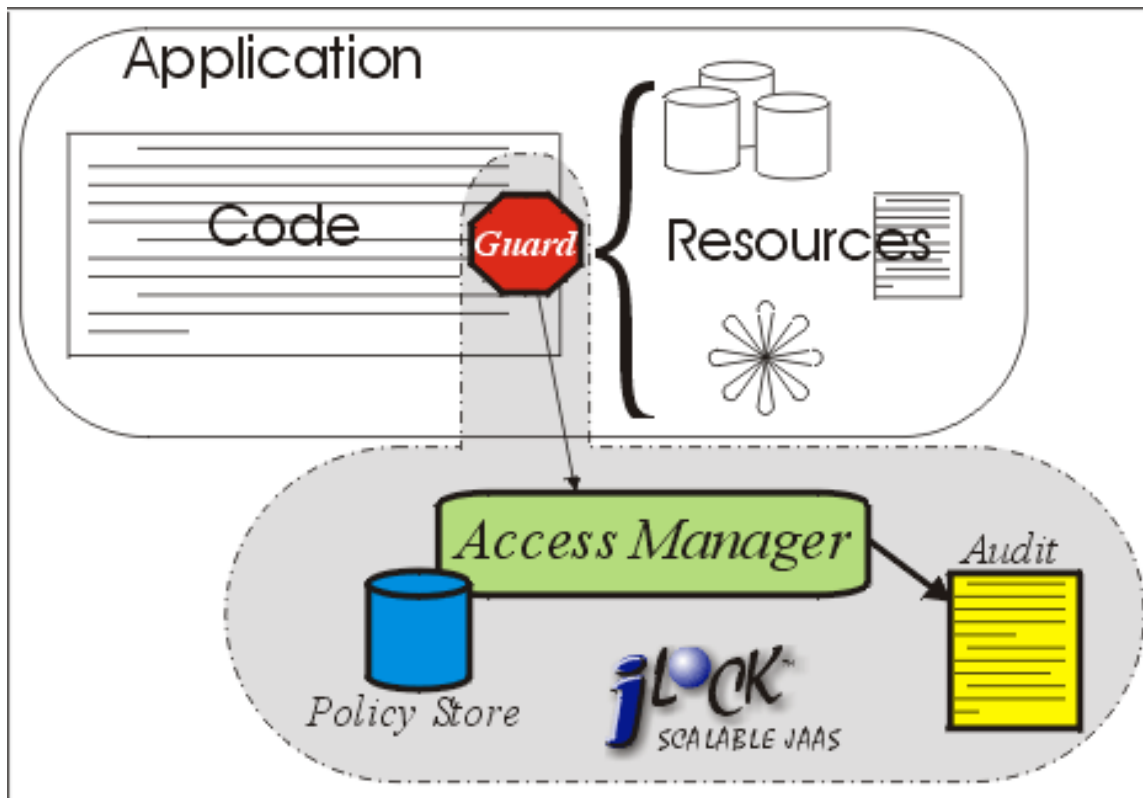 Application
Code
Guard
Resources
Access Manager
Audit
Policy Store
jLOCK™
SCALABLE JAAS